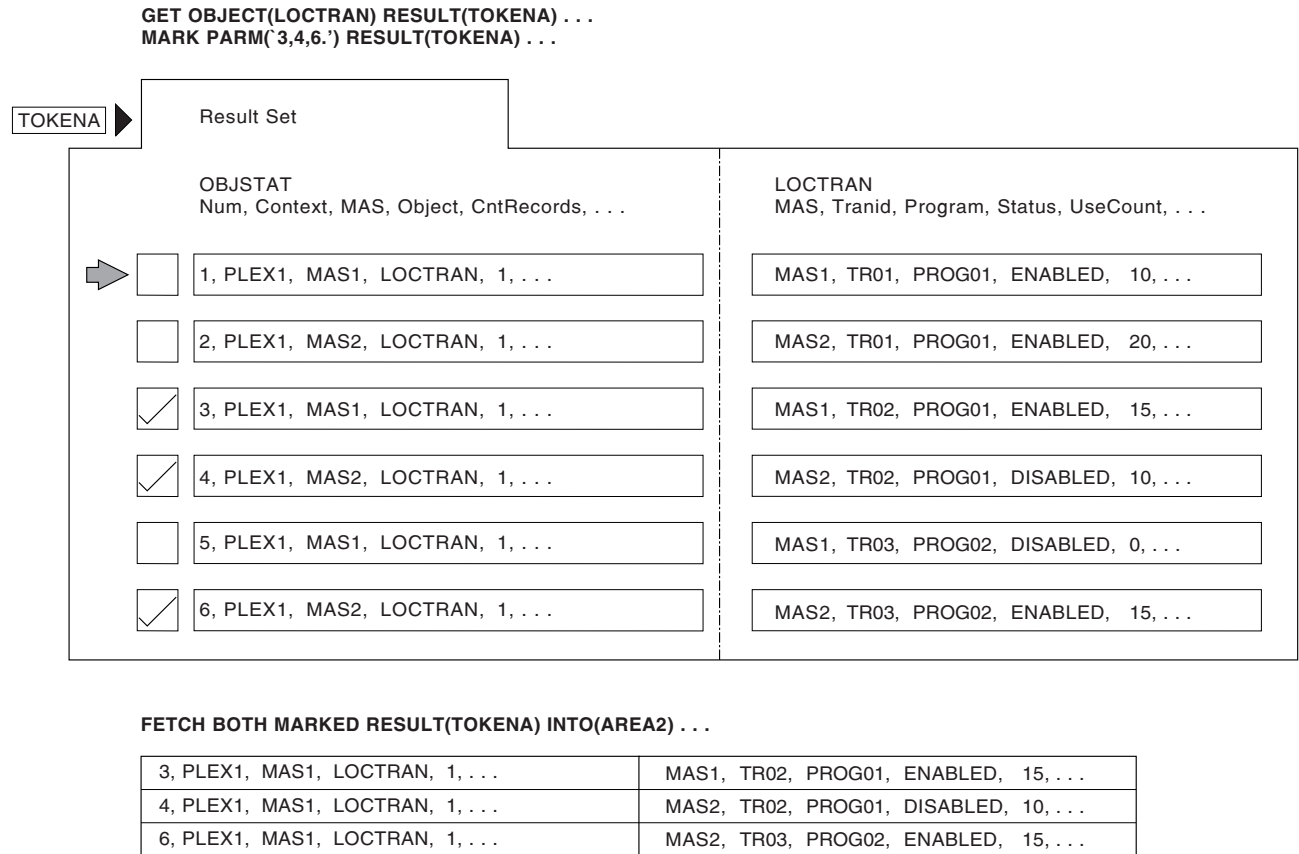 GET OBJECT(LOCTRAN) RESULT(TOKENA) . . .
MARK PARM(`3,4,6.') RESULT(TOKENA) . . .
TOKENA
Result Set
OBJSTAT
Num, Context, MAS, Object, CntRecords, . . .
LOCTRAN
MAS, Tranid, Program, Status, UseCount, . . .
1, PLEX1, MAS1, LOCTRAN, 1, . . .
MAS1, TR01, PROG01, ENABLED, 10, . . .
2, PLEX1, MAS2, LOCTRAN, 1, . . .
MAS2, TR01, PROG01, ENABLED, 20, . . .
3, PLEX1, MAS1, LOCTRAN, 1, . . .
MAS1, TR02, PROG01, ENABLED, 15, . . .
4, PLEX1, MAS2, LOCTRAN, 1, . . .
MAS2, TR02, PROG01, DISABLED, 10, . . .
5, PLEX1, MAS1, LOCTRAN, 1, . . .
MAS1, TR03, PROG02, DISABLED, 0, . . .
6, PLEX1, MAS2, LOCTRAN, 1, . . .
MAS2, TR03, PROG02, ENABLED, 15, . . .
FETCH BOTH MARKED RESULT(TOKENA) INTO(AREA2) . . .
3, PLEX1, MAS1, LOCTRAN, 1, . . .
MAS1, TR02, PROG01, ENABLED, 15, . . .
4, PLEX1, MAS1, LOCTRAN, 1, . . .
MAS2, TR02, PROG01, DISABLED, 10, . . .
6, PLEX1, MAS1, LOCTRAN, 1, . . .
MAS2, TR03, PROG02, ENABLED, 15, . . .